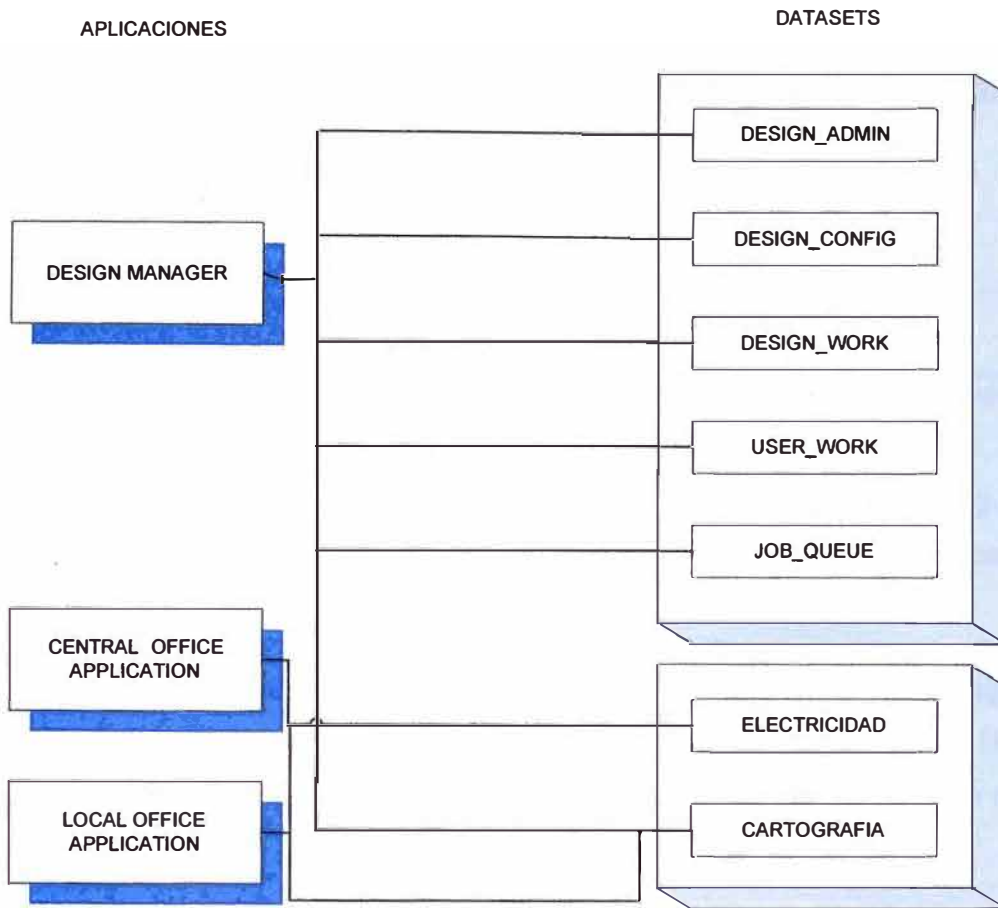 APLICACIONES
DATASETS
DESIGN_ADMIN
DESIGN_CONFIG
DESIGN MANAGER
DESIGN_WORK
USER_WORK
JOB_QUEUE
CENTRAL OFFICE
APPLICATION
ELECTRICIDAD
LOCAL OFFICE
APPLICATION
CARTOGRAFIA